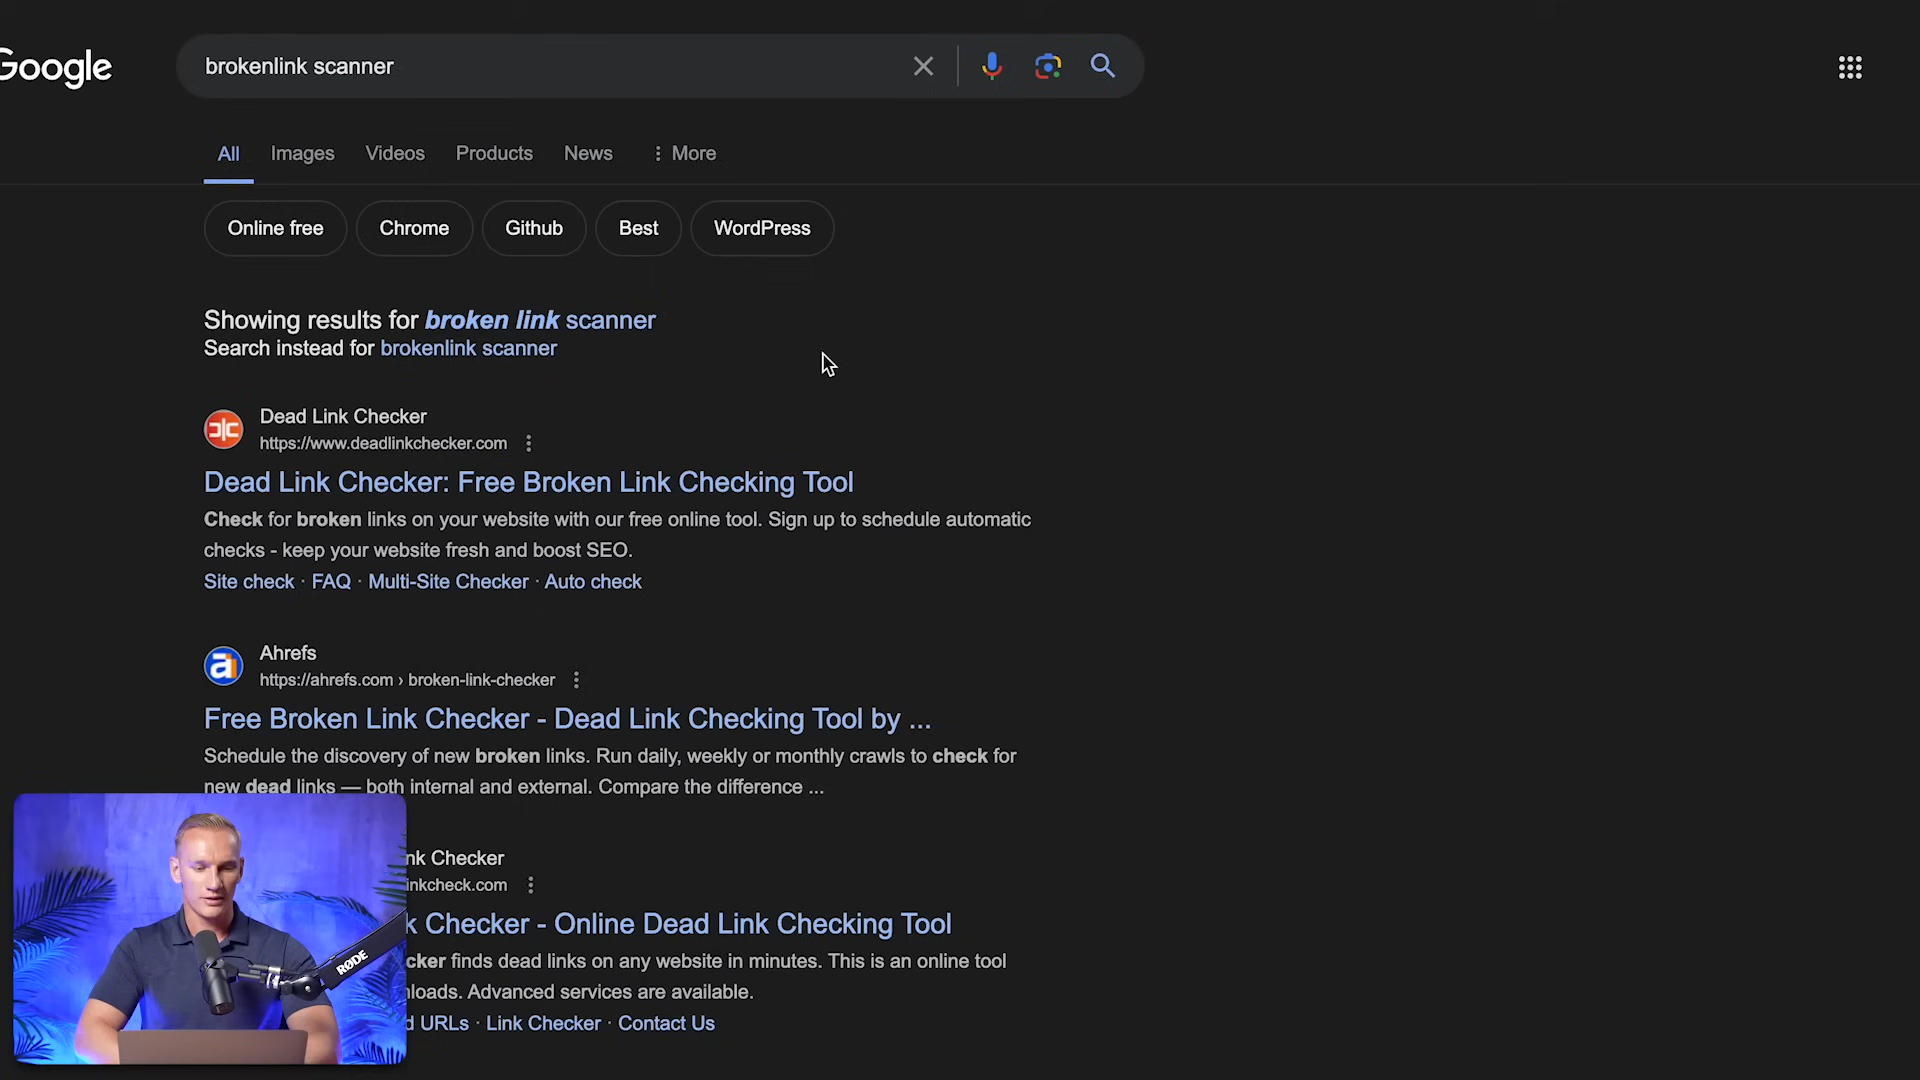 Google
brokenlink scanner
All Images Videos Products News More
Online free Chrome Github Best WordPress
Showing results for broken link scanner
Search instead for brokenlink scanner
Dead Link Checker
https://www.deadlinkchecker.com
Dead Link Checker: Free Broken Link Checking Tool
Check for broken links on your website with our free online tool. Sign up to schedule automatic
checks - keep your website fresh and boost SEO.
Site check · FAQ · Multi-Site Checker · Auto check
Ahrefs
https://ahrefs.com › broken-link-checker
Free Broken Link Checker - Dead Link Checking Tool by ...
Schedule the discovery of new broken links. Run daily, weekly or monthly crawls to check for
new dead links — both internal and external. Compare the difference ...
nk Checker
inkcheck.com
k Checker - Online Dead Link Checking Tool
cker finds dead links on any website in minutes. This is an online tool
nloads. Advanced services are available.
d URLs · Link Checker · Contact Us
RØDE